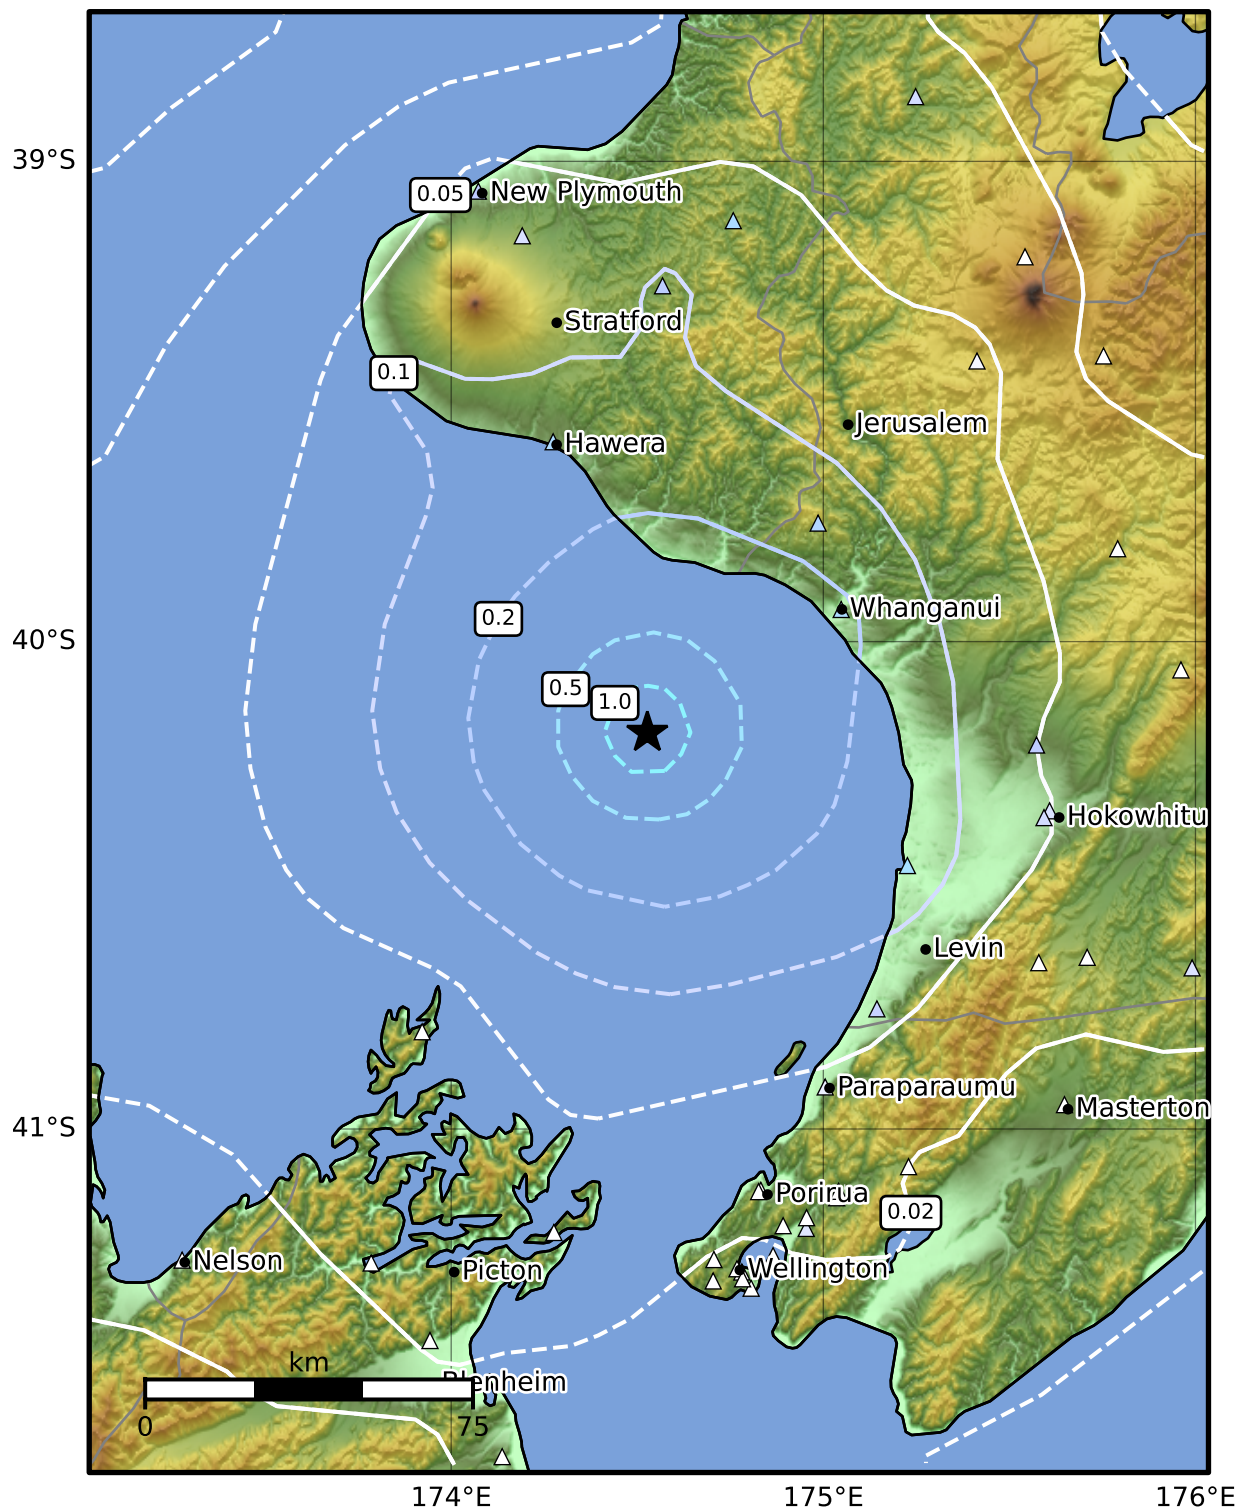 39°S
0.05
New Plymouth
Stratford
0.1
Jerusalem
Hawera
Whanganui
0.2
40°S
0.5
1.0
Hokowhitu
Levin
Paraparaumu
Masterton
41°S
Porirua
0.02
Nelson
Picton
Wellington
km
Blenheim
0
75
174°E
175°E
176°E